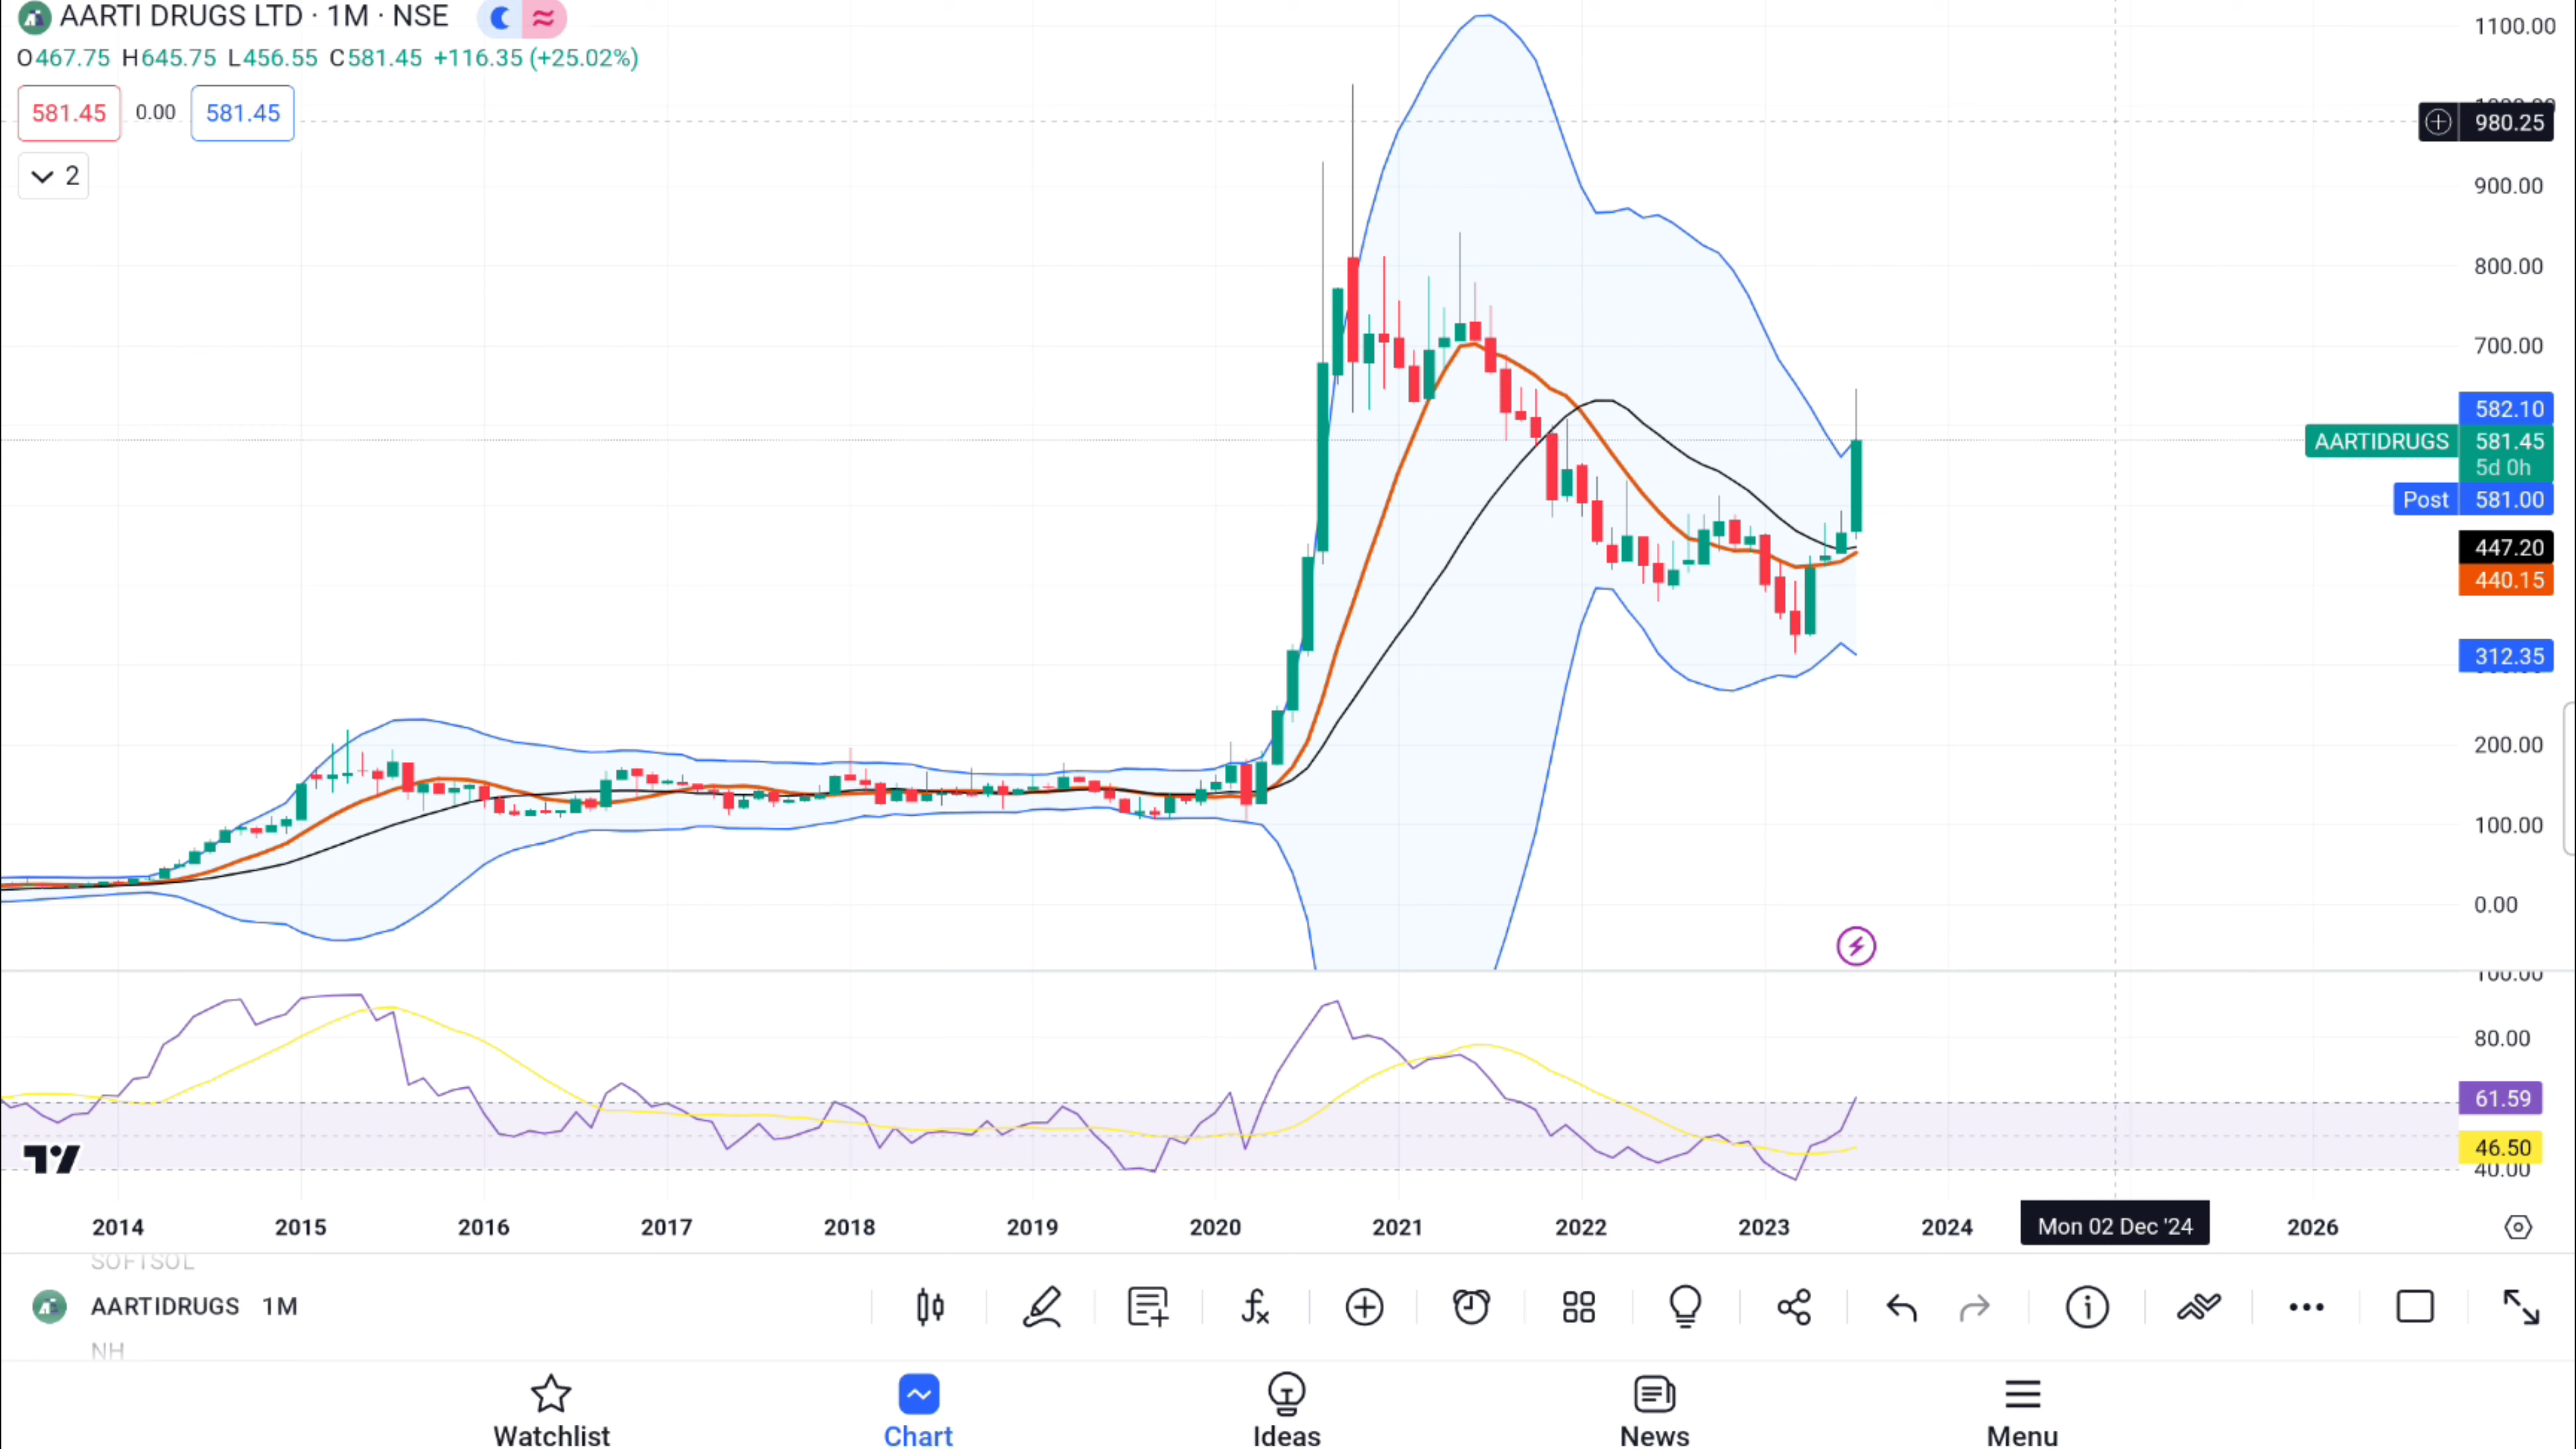 AARTI DRUGS LTD · 1M · NSE
O467.75 H645.75 L456.55 C581.45 +116.35 (+25.02%)
581.45 0.00 581.45
2
1100.00
980.25
900.00
800.00
700.00
582.10
AARTIDRUGS 581.45
5d 0h
Post 581.00
447.20
440.15
312.35
200.00
100.00
0.00
100.00
80.00
61.59
46.50
40.00
2014 2015 2016 2017 2018 2019 2020 2021 2022 2023 2024 Mon 02 Dec '24 2026
SOFTSOL
AARTIDRUGS 1M
NH
Watchlist Chart Ideas News Menu